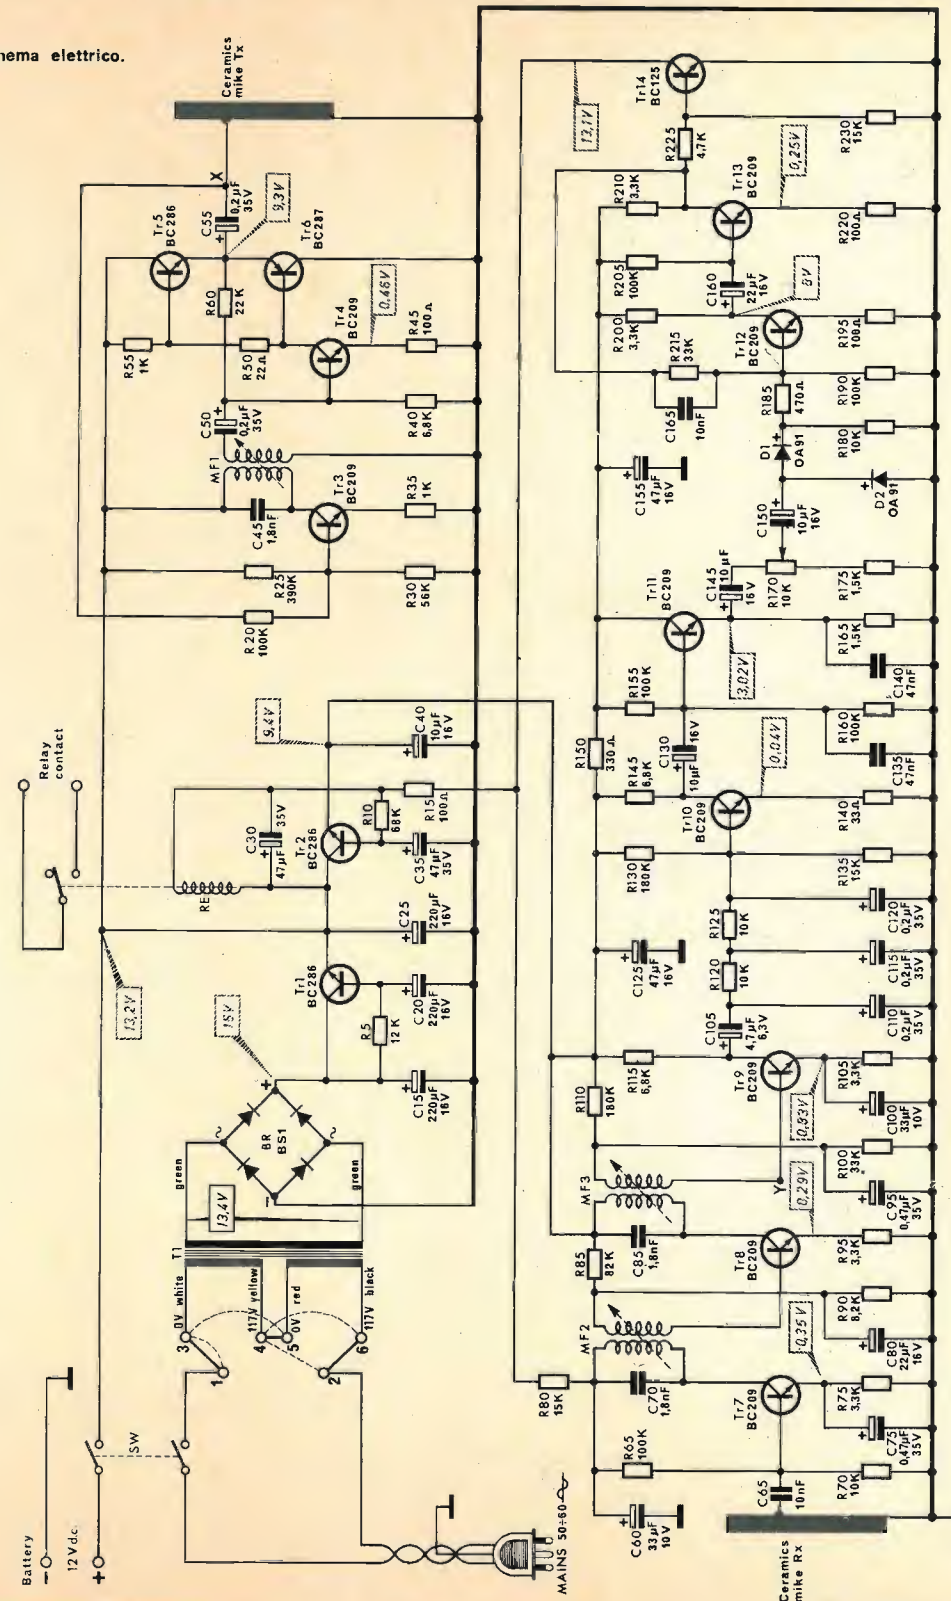 nema elettrico.
Battery
12 V d.c.
SW
1
2
3
4
5
6
0V white
117V yellow
0V red
117V black
T1
green
green
13,4V
BR
BS1
MAINS 50÷60
15V
13,2V
C15
220µF
16V
R5
12 K
C20
220µF
16V
Tr1
BC286
C25
220µF
16V
RE
Relay
contact
C30
47µF
35V
Tr2
BC286
C35
47µF
35V
R10
68K
R15
100Ω
C40
10µF
16V
9,4V
R20
100K
R25
390K
R30
56K
C45
1,8nF
MF1
Tr3
BC209
R35
1K
C50
0,2µF
35V
R40
6,8K
R55
1K
R50
22Ω
Tr4
BC209
R45
100Ω
0,46V
R60
22 K
Tr5
BC286
Tr6
BC287
C55
0,2µF
35V
9,3V
X
Ceramics
mike Tx
Ceramics
mike Rx
C60
33µF
10V
C65
10nF
R65
100K
R70
10K
R80
15K
C70
1,8nF
MF2
Tr7
BC209
C75
0,47µF
35V
R75
3,3K
0,35V
C80
22µF
16V
R90
8,2K
R85
82 K
C85
1,8nF
MF3
Tr8
BC209
R95
3,3K
0,29V
Y
C95
0,47µF
35V
R100
33K
R110
180K
R115
6,8K
Tr9
BC209
0,83V
C100
33µF
10V
R105
3,3K
C105
4,7µF
6,3V
C110
0,2µF
35V
R120
10K
C115
0,2µF
35V
R125
10K
C120
0,2µF
35V
C125
47µF
16V
R130
180K
R135
15K
Tr10
BC209
R140
33Ω
0,04V
R145
6,8K
C130
10µF
16V
R150
330Ω
R155
100K
C135
47nF
R160
100K
Tr11
BC209
3,02V
C140
47nF
R165
1,5K
C145
10µF
16V
R170
10K
R175
1,5K
C150
10µF
16V
C155
47µF
16V
D1
OA91
D2
OA91
R180
10K
R185
470Ω
R190
100K
C165
10nF
R215
33K
R200
3,3K
Tr12
BC209
R195
100Ω
8V
R205
100K
C160
22µF
16V
R210
3,3K
Tr13
BC209
R220
100Ω
0,25V
R225
4,7K
Tr14
BC125
R230
15K
13,1V